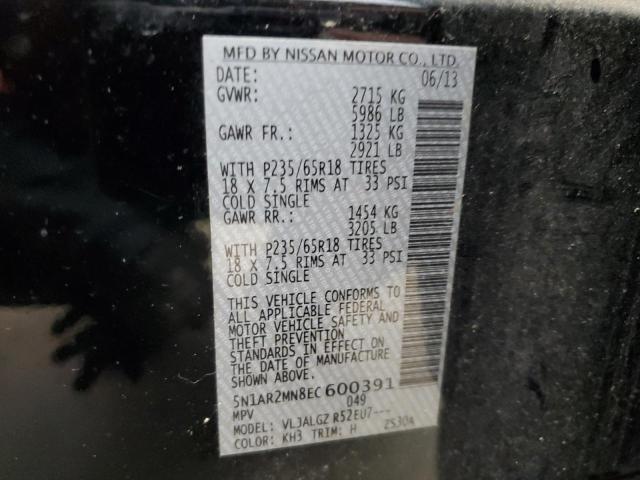 MFD BY NISSAN MOTOR CO., LTD.
DATE: 06/13
GVWR: 2715 KG
5986 LB
GAWR FR.: 1325 KG
2921 LB
WITH P235/65R18 TIRES
18 X 7.5 RIMS AT 33 PSI
COLD SINGLE
GAWR RR.: 1454 KG
3205 LB
WITH P235/65R18 TIRES
18 X 7.5 RIMS AT 33 PSI
COLD SINGLE
THIS VEHICLE CONFORMS TO
ALL APPLICABLE FEDERAL
MOTOR VEHICLE SAFETY AND
THEFT PREVENTION
STANDARDS IN EFFECT ON
THE DATE OF MANUFACTURE
SHOWN ABOVE.
5N1AR2MN8EC600391
MPV 049
MODEL: VLJALGZ R52EU7---
COLOR: KH3 TRIM: H ZS30A